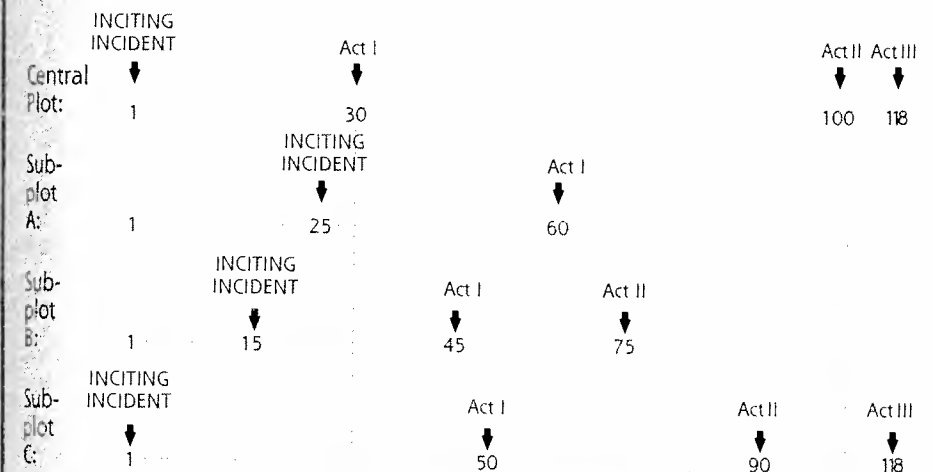 INCITING
INCIDENT
Act I
Act II Act III
Central
Plot:
1 30 100 118
INCITING
INCIDENT
Act I
Sub-
plot
A:
1 25 60
INCITING
INCIDENT
Act I Act II
Sub-
plot
B:
1 15 45 75
INCITING
INCIDENT
Act I Act II Act III
Sub-
plot
C:
1 50 90 118